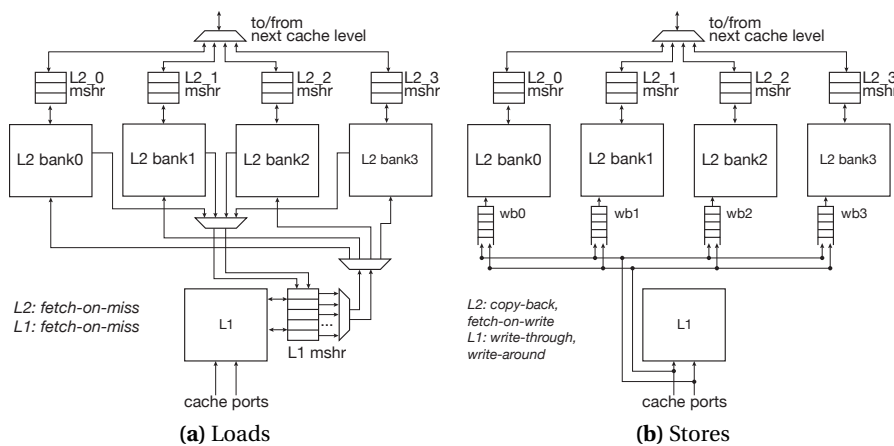 to/from
next cache level
L2_0
mshr
L2_1
mshr
L2_2
mshr
L2_3
mshr
L2 bank0
L2 bank1
L2 bank2
L2 bank3
L2: fetch-on-miss
L1: fetch-on-miss
L1
...
L1 mshr
cache ports
(a) Loads
to/from
next cache level
L2_0
mshr
L2_1
mshr
L2_2
mshr
L2_3
mshr
L2 bank0
L2 bank1
L2 bank2
L2 bank3
wb0
wb1
wb2
wb3
L2: copy-back,
fetch-on-write
L1: write-through,
write-around
L1
cache ports
(b) Stores